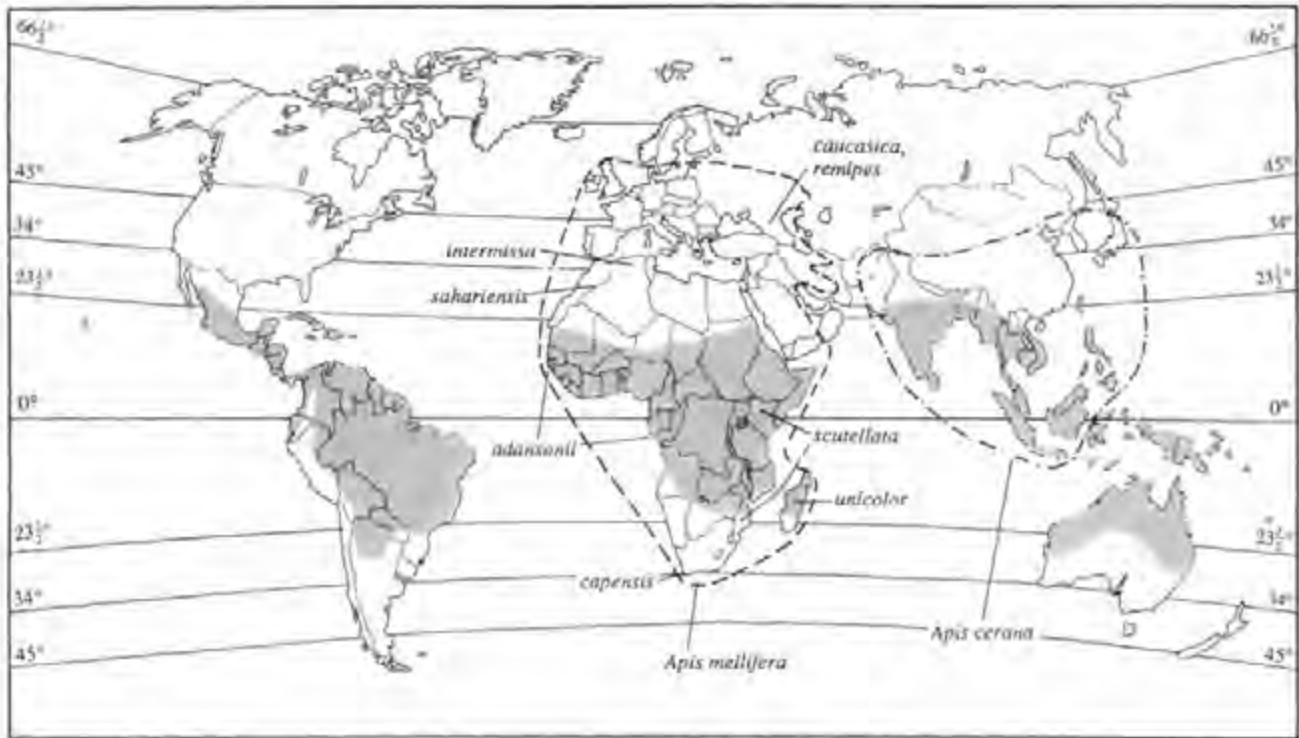 66½°
66½°
caucasica,
remipes
45°
45°
34°
34°
intermissa
23½°
23½°
sahariensis
0°
0°
adansonii
scutellata
unicolor
23½°
23½°
capensis
34°
34°
Apis cerana
45°
45°
Apis mellifera